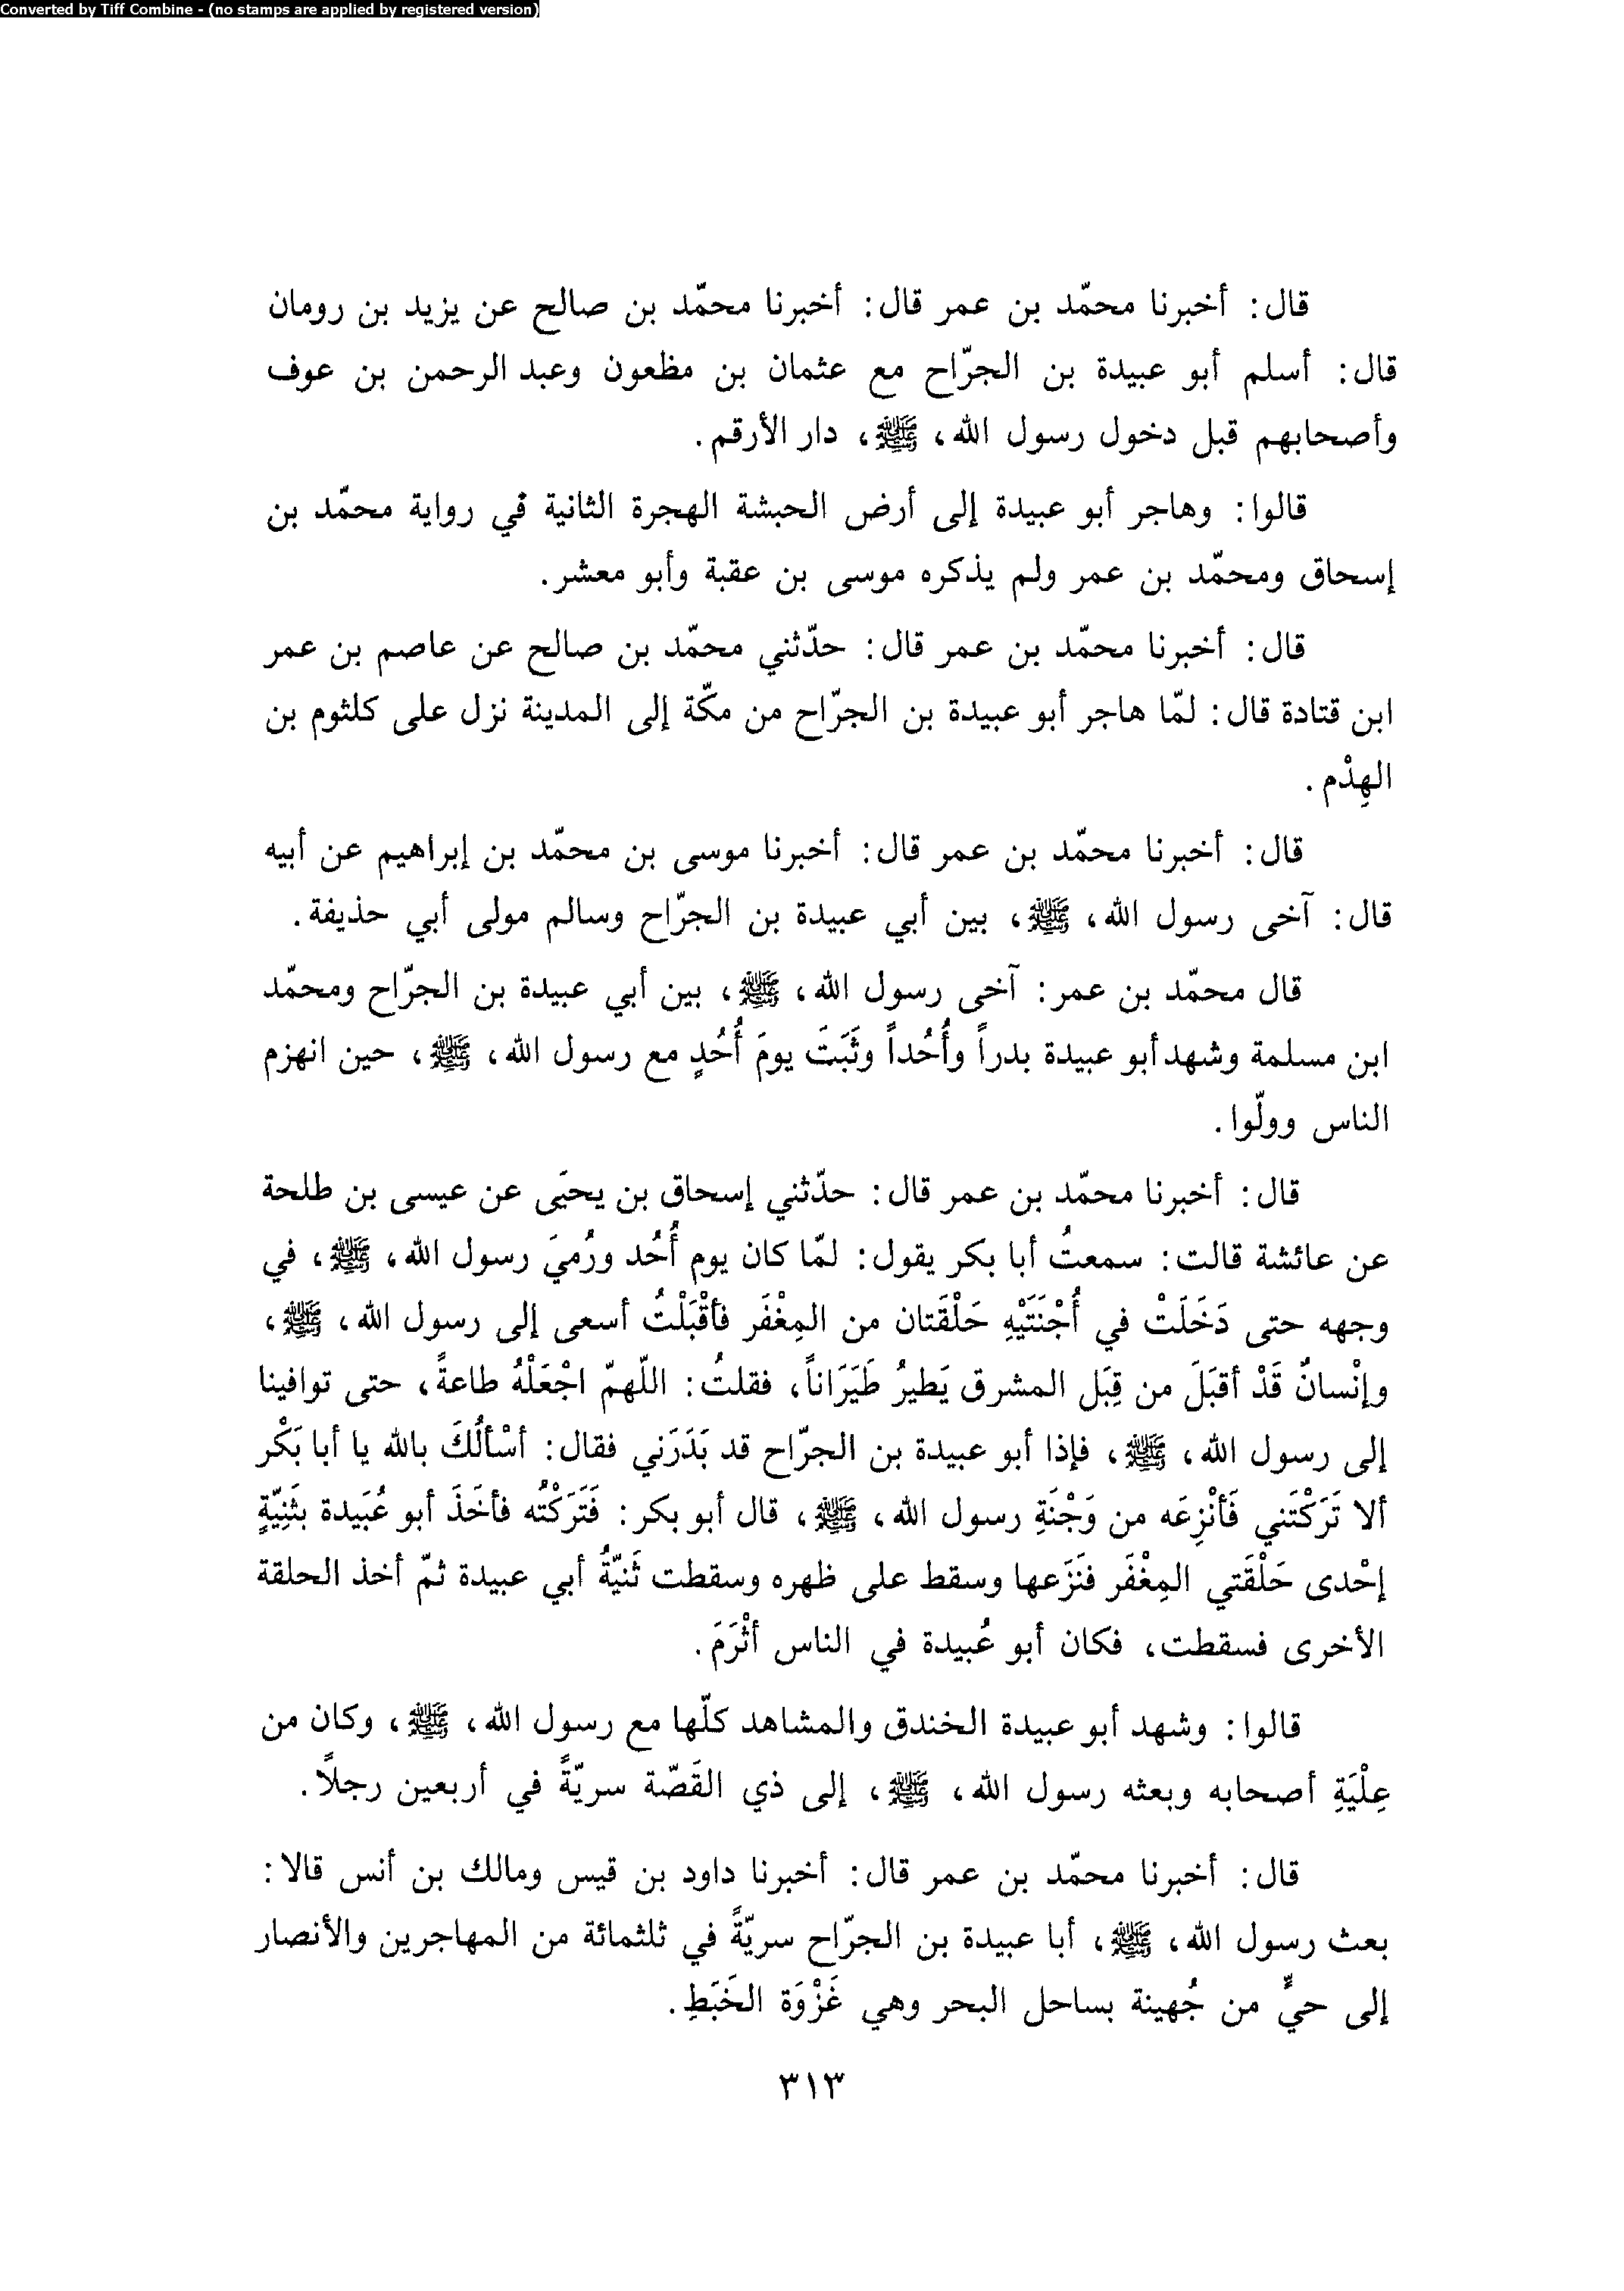 Converted by Tiff Combine - (no stamps are applied by registered version)
قال: أخبرنا محمّد بن عمر قال: أخبرنا محمّد بن صالح عن يزيد بن رومان
قال: أسلم أبو عبيدة بن الجرّاح مع عثمان بن مظعون وعبد الرحمن بن عوف
وأصحابهم قبل دخول رسول الله، ﷺ، دار الأرقم.
قالوا: وهاجر أبو عبيدة إلى أرض الحبشة الهجرة الثانية في رواية محمّد بن
إسحاق ومحمّد بن عمر ولم يذكره موسى بن عقبة وأبو معشر.
قال: أخبرنا محمّد بن عمر قال: حدّثني محمّد بن صالح عن عاصم بن عمر
ابن قتادة قال: لمّا هاجر أبو عبيدة بن الجرّاح من مكّة إلى المدينة نزل على كلثوم بن
الهِدْم.
قال: أخبرنا محمّد بن عمر قال: أخبرنا موسى بن محمّد بن إبراهيم عن أبيه
قال: آخى رسول الله، ﷺ، بين أبي عبيدة بن الجرّاح وسالم مولى أبي حذيفة.
قال محمّد بن عمر: آخى رسول الله، ﷺ، بين أبي عبيدة بن الجرّاح ومحمّد
ابن مسلمة وشهد أبو عبيدة بدراً وأُحُداً وثَبَتَ يومَ أُحُدٍ مع رسول الله، ﷺ، حين انهزم
الناس وولّوا.
قال: أخبرنا محمّد بن عمر قال: حدّثني إسحاق بن يحيَى عن عيسى بن طلحة
عن عائشة قالت: سمعتُ أبا بكر يقول: لمّا كان يوم أُحُد ورُميَ رسول الله، ﷺ، في
وجهه حتى دَخَلَتْ في أُجْنَتَيْهِ حَلْقَتان من المِغْفَر فأقْبَلْتُ أسعى إلى رسول الله، ﷺ،
وإنْسانٌ قَدْ أقبَلَ من قِبَل المشرق يَطيرُ طَيَرَاناً، فقلتُ: اللّهمّ اجْعَلْهُ طاعةً، حتى توافينا
إلى رسول الله، ﷺ، فإذا أبو عبيدة بن الجرّاح قد بَدَرَني فقال: أسْألُكَ بالله يا أبا بَكْر
ألا تَرَكْتَني فَأنْزِعَه من وَجْنَةِ رسول الله، ﷺ، قال أبو بكر: فَتَرَكْتُه فأخَذَ أبو عُبَيدة بثَنِيّةٍ
إحْدى حَلْقَتي المِغْفَر فنَزَعها وسقط على ظهره وسقطت ثَنيّةُ أبي عبيدة ثمّ أخذ الحلقة
الأخرى فسقطت، فكان أبو عُبيدة في الناس أثْرَمَ.
قالوا: وشهد أبو عبيدة الخندق والمشاهد كلّها مع رسول الله، ﷺ، وكان من
عِلْيَةِ أصحابه وبعثه رسول الله، ﷺ، إلى ذي القَصّة سريّةً في أربعين رجلاً.
قال: أخبرنا محمّد بن عمر قال: أخبرنا داود بن قيس ومالك بن أنس قالا:
بعث رسول الله، ﷺ، أبا عبيدة بن الجرّاح سريّةً في ثلثمائة من المهاجرين والأنصار
إلى حيٍّ من جُهينة بساحل البحر وهي غَزْوَة الخَبَطِ.
٣١٣